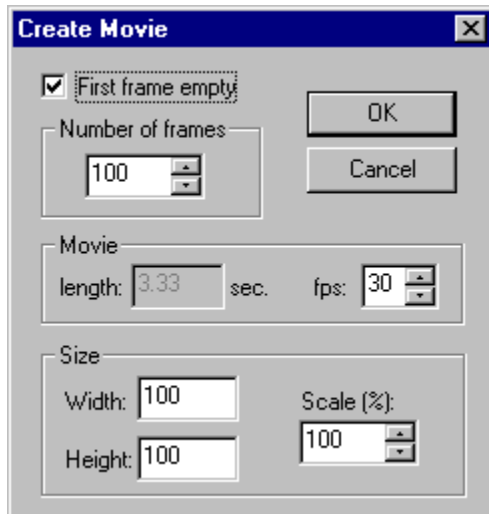 Create Movie
First frame empty
OK
Number of frames
100
Cancel
Movie
length: 3.33 sec. fps: 30
Size
Width: 100
Scale (%):
100
Height: 100